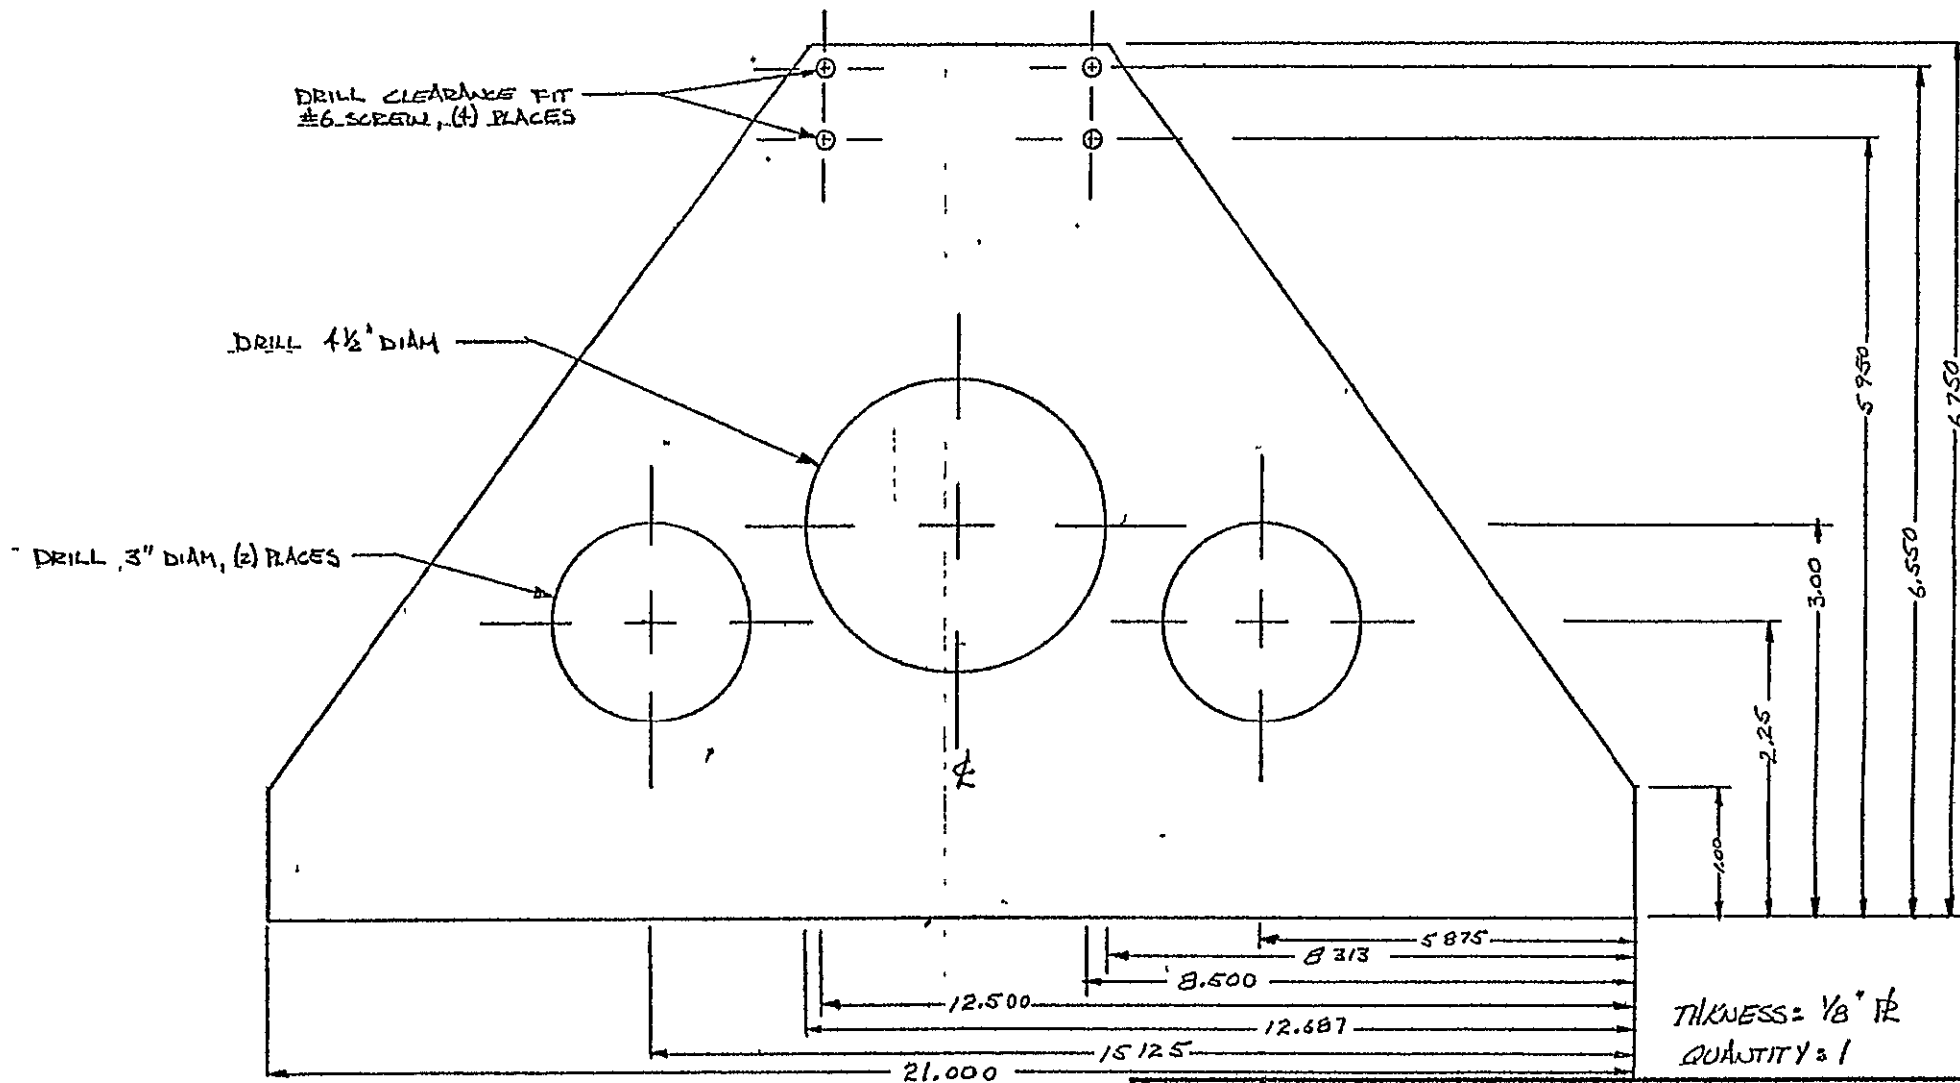 DRILL CLEARANCE FIT
#6 SCREW, (4) PLACES
DRILL 4½" DIAM
DRILL 3" DIAM, (2) PLACES
℄
5 950
6.550
6 750
3.00
2.25
1.00
5 875
8 313
8.500
12.500
12.687
15 125
21.000
THKNESS: 1/8" PL
QUANTITY: 1